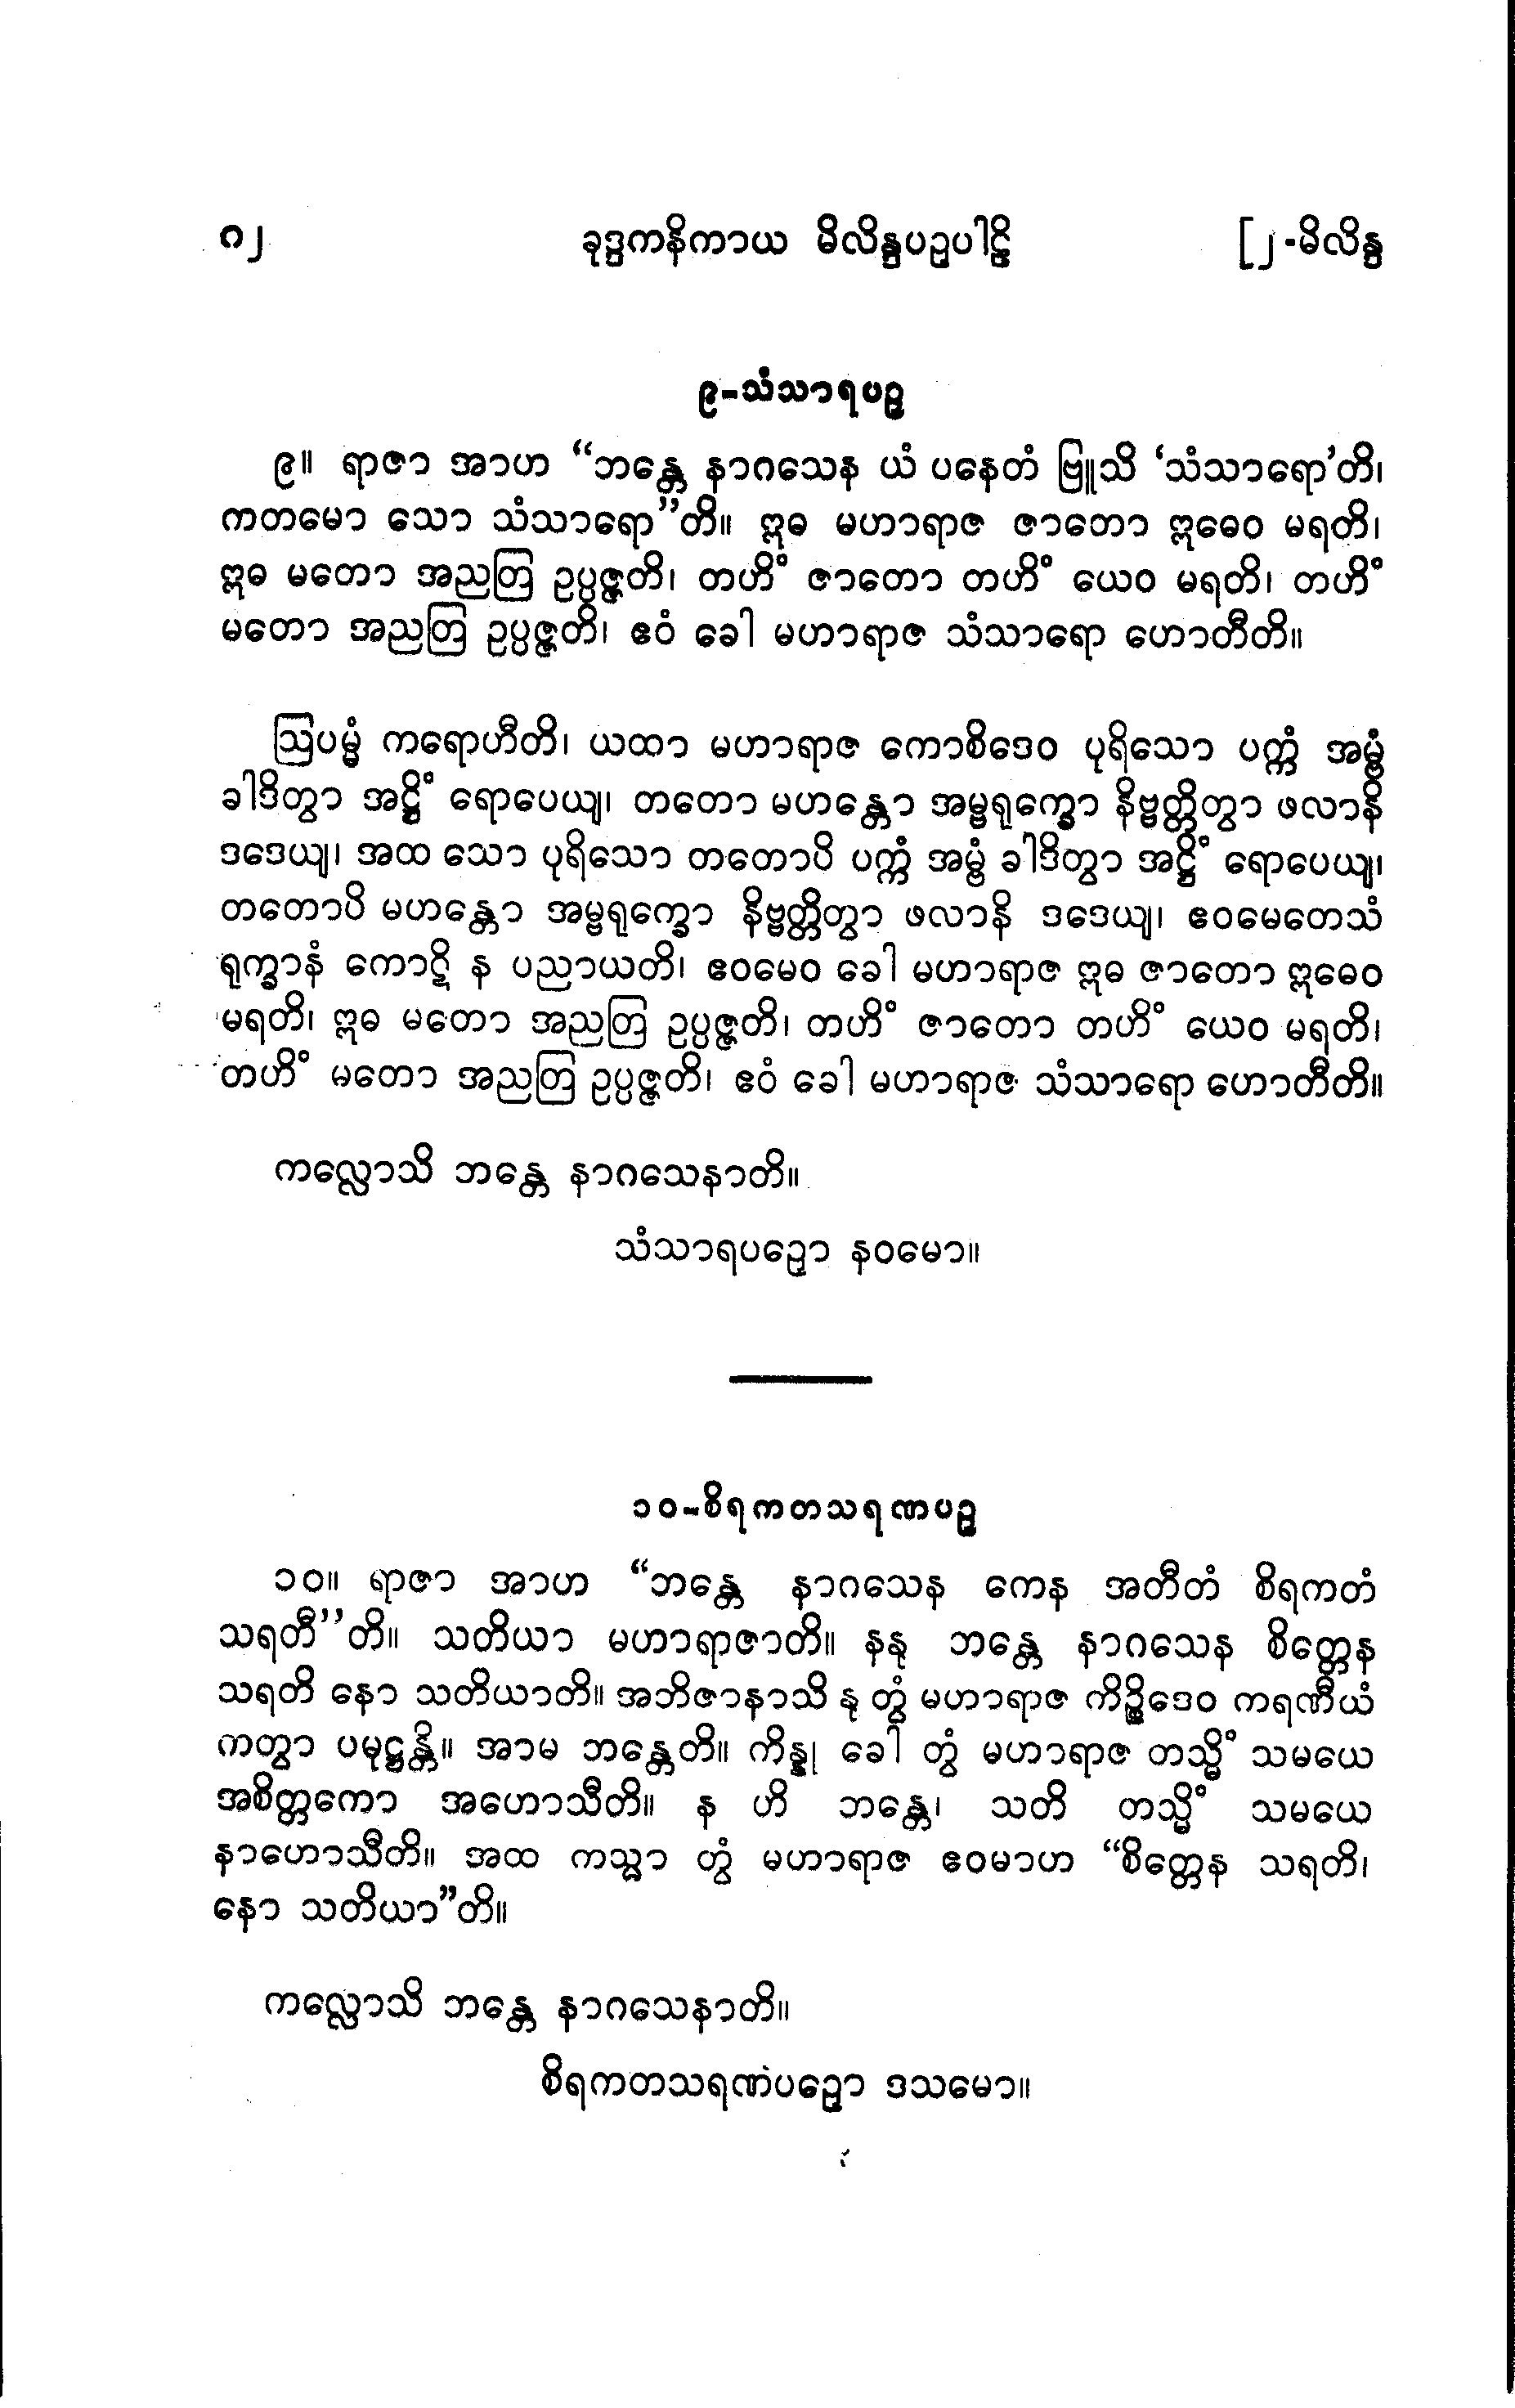 ၈၂ ခုဒ္ဒကနိကာယ မိလိန္ဒပဉှပါဠိ [၂-မိလိန္ဒ
၉-သံသာရပဉှ
၉။ ရာဇာ အာဟ “ဘန္တေ နာဂသေန ယံ ပနေတံ ဗြူသိ ‘သံသာရော’တိ၊
ကတမော သော သံသာရော”တိ။ ဣဓ မဟာရာဇ ဇာတော ဣဓေဝ မရတိ၊
ဣဓ မတော အညတြ ဥပ္ပဇ္ဇတိ၊ တဟိံ ဇာတော တဟိံ ယေဝ မရတိ၊ တဟိံ
မတော အညတြ ဥပ္ပဇ္ဇတိ၊ ဧဝံ ခေါ မဟာရာဇ သံသာရော ဟောတီတိ။
ဩပမ္မံ ကရောဟီတိ၊ ယထာ မဟာရာဇ ကောစိဒေဝ ပုရိသော ပက္ကံ အမ္ဗံ
ခါဒိတွာ အဋ္ဌိံ ရောပေယျ၊ တတော မဟန္တော အမ္ဗရုက္ခော နိဗ္ဗတ္တိတွာ ဖလာနိ
ဒဒေယျ၊ အထ သော ပုရိသော တတောပိ ပက္ကံ အမ္ဗံ ခါဒိတွာ အဋ္ဌိံ ရောပေယျ၊
တတောပိ မဟန္တော အမ္ဗရုက္ခော နိဗ္ဗတ္တိတွာ ဖလာနိ ဒဒေယျ၊ ဧဝမေတေသံ
ရုက္ခာနံ ကောဋိ န ပညာယတိ၊ ဧဝမေဝ ခေါ မဟာရာဇ ဣဓ ဇာတော ဣဓေဝ
မရတိ၊ ဣဓ မတော အညတြ ဥပ္ပဇ္ဇတိ၊ တဟိံ ဇာတော တဟိံ ယေဝ မရတိ၊
တဟိံ မတော အညတြ ဥပ္ပဇ္ဇတိ၊ ဧဝံ ခေါ မဟာရာဇ သံသာရော ဟောတီတိ။
ကလ္လောသိ ဘန္တေ နာဂသေနာတိ။
သံသာရပဉှော နဝမော။
၁၀-စိရကတသရဏပဉှ
၁၀။ ရာဇာ အာဟ “ဘန္တေ နာဂသေန ကေန အတီတံ စိရကတံ
သရတီ”တိ။ သတိယာ မဟာရာဇာတိ။ နနု ဘန္တေ နာဂသေန စိတ္တေန
သရတိ နော သတိယာတိ။ အဘိဇာနာသိ နု တွံ မဟာရာဇ ကိဉ္စိဒေဝ ကရဏီယံ
ကတွာ ပမုဋ္ဌန္တိ။ အာမ ဘန္တေတိ။ ကိန္နု ခေါ တွံ မဟာရာဇ တသ္မိံ သမယေ
အစိတ္တကော အဟောသီတိ။ န ဟိ ဘန္တေ၊ သတိ တသ္မိံ သမယေ
နာဟောသီတိ။ အထ ကသ္မာ တွံ မဟာရာဇ ဧဝမာဟ “စိတ္တေန သရတိ၊
နော သတိယာ”တိ။
ကလ္လောသိ ဘန္တေ နာဂသေနာတိ။
စိရကတသရဏပဉှော ဒသမော။